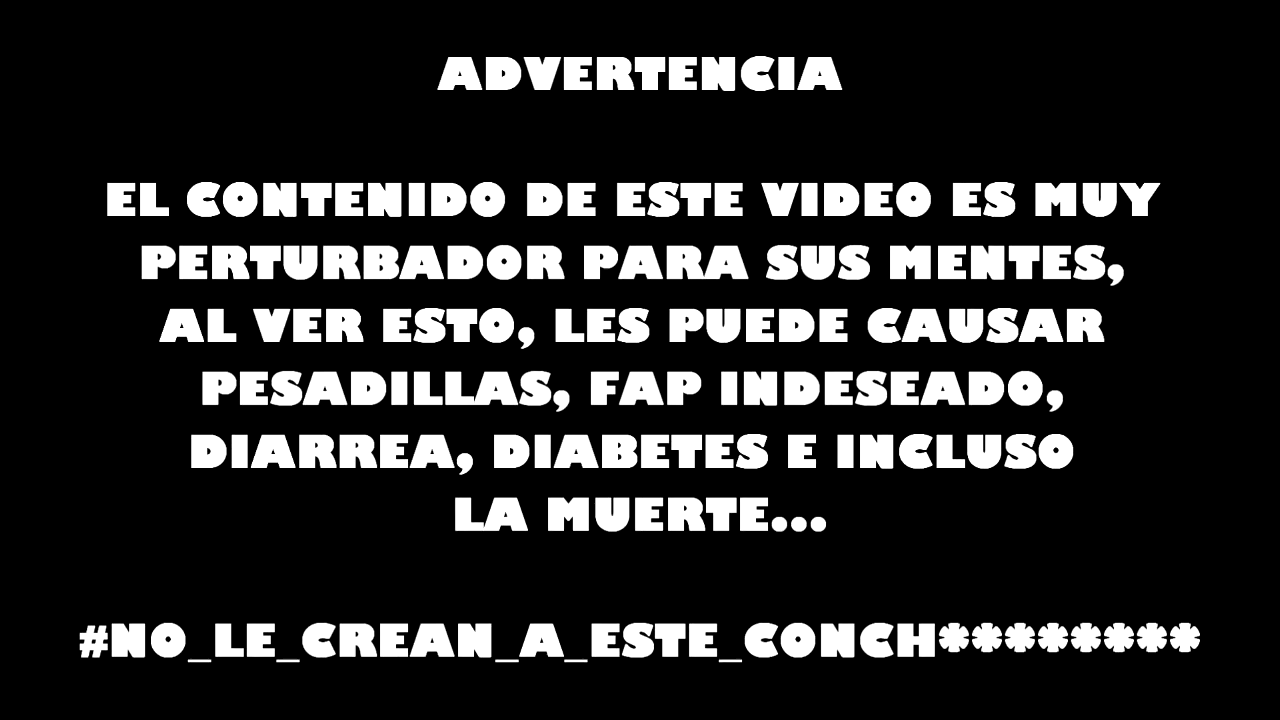 ADVERTENCIA
EL CONTENIDO DE ESTE VIDEO ES MUY
PERTURBADOR PARA SUS MENTES,
AL VER ESTO, LES PUEDE CAUSAR
PESADILLAS, FAP INDESEADO,
DIARREA, DIABETES E INCLUSO
LA MUERTE...
#NO_LE_CREAN_A_ESTE_CONCH********